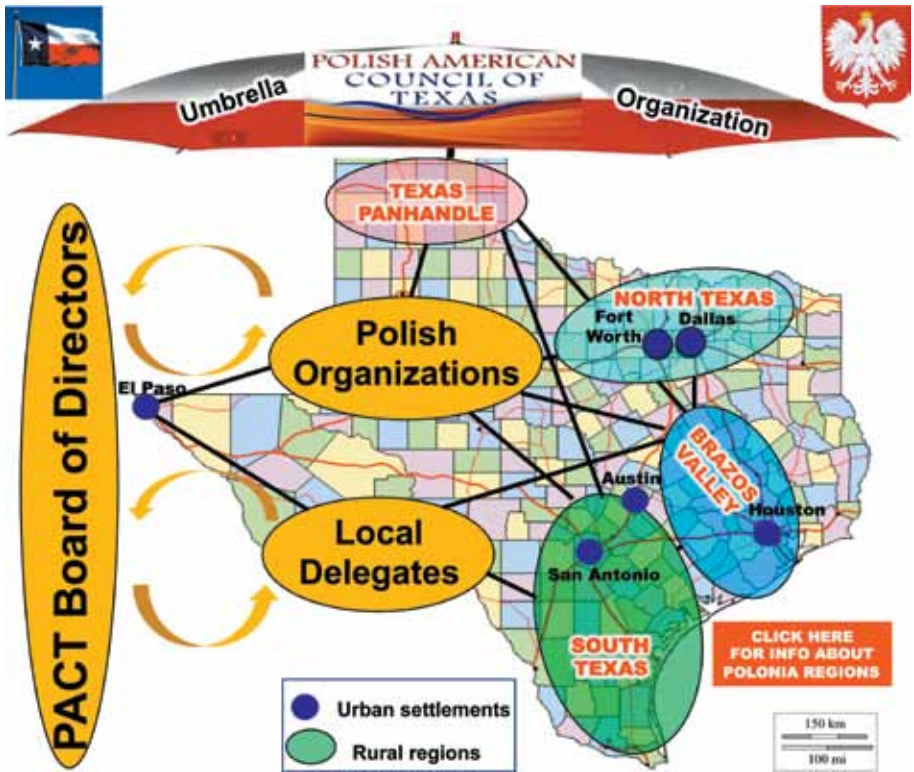 Umbrella
POLISH AMERICAN
COUNCIL OF
TEXAS
Organization
TEXAS
PANHANDLE
PACT Board of Directors
NORTH TEXAS
Fort
Worth
Dallas
Polish
Organizations
El Paso
BRAZOS
VALLEY
Austin
Houston
Local
Delegates
San Antonio
SOUTH
TEXAS
CLICK HERE
FOR INFO ABOUT
POLONIA REGIONS
Urban settlements
Rural regions
150 km
100 mi